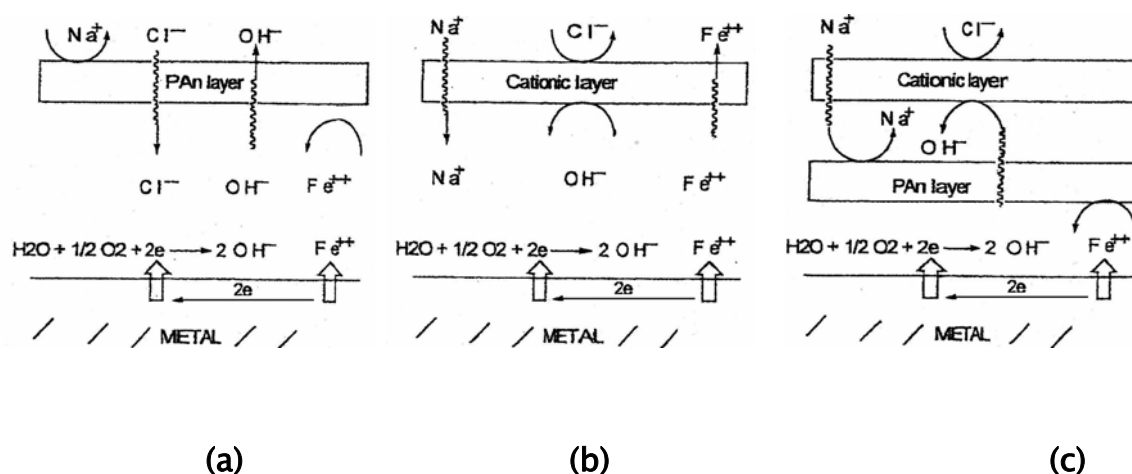 Na+ Cl− OH−
PAn layer
Cl− OH− Fe++
H2O + 1/2 O2 + 2e → 2 OH− Fe++
2e
METAL
(a)
Na+ Cl− Fe++
Cationic layer
Na+ OH− Fe++
H2O + 1/2 O2 + 2e → 2 OH− Fe++
2e
METAL
(b)
Na+ Cl−
Cationic layer
Na+
OH−
PAn layer
H2O + 1/2 O2 + 2e → 2 OH− Fe++
2e
METAL
(c)